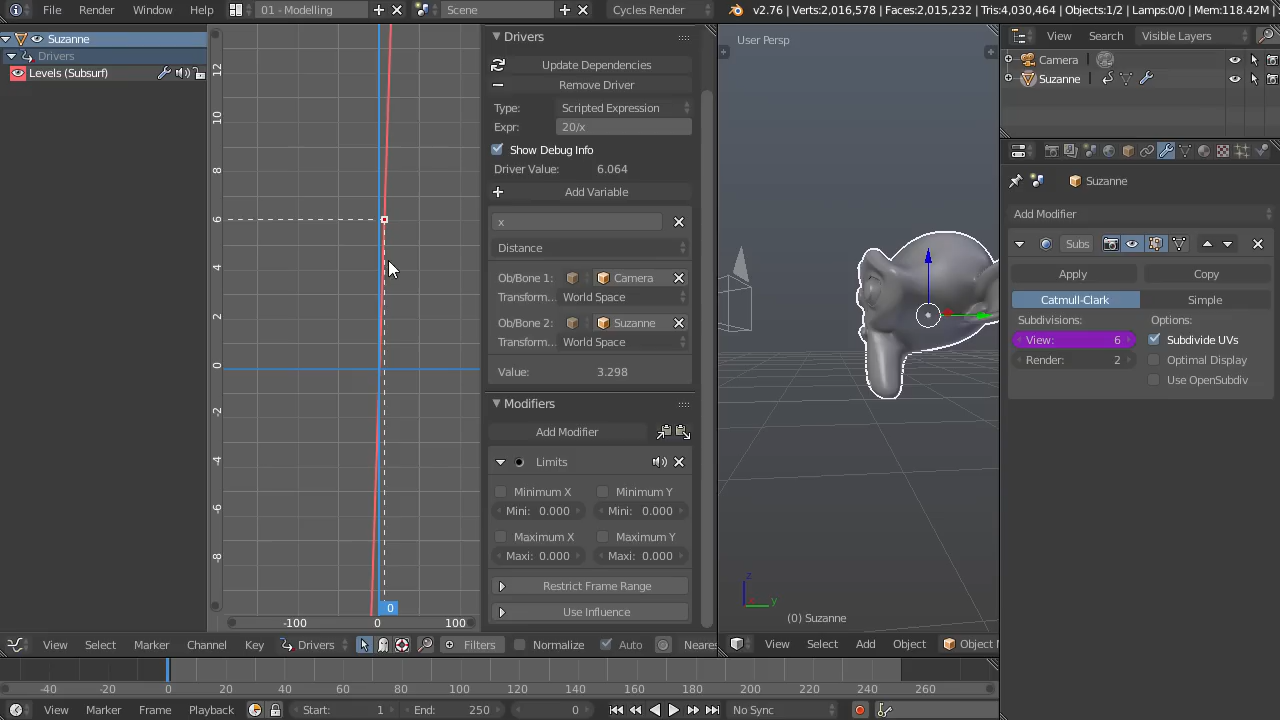 File Render Window Help 01 - Modelling Scene Cycles Render v2.76 | Verts:2,016,578 | Faces:2,015,232 | Tris:4,030,464 | Objects:1/2 | Lamps:0/0 | Mem:118.42M
Suzanne
Drivers
Levels (Subsurf)
12
10
8
6
4
2
0
-2
-4
-6
-8
0
-100 0 100
Drivers
Update Dependencies
Remove Driver
Type: Scripted Expression
Expr: 20/x
Show Debug Info
Driver Value: 6.064
Add Variable
x
Distance
Ob/Bone 1: Camera
Transform... World Space
Ob/Bone 2: Suzanne
Transform... World Space
Value: 3.298
Modifiers
Add Modifier
Limits
Minimum X Minimum Y
Mini: 0.000 Mini: 0.000
Maximum X Maximum Y
Maxi: 0.000 Maxi: 0.000
Restrict Frame Range
Use Influence
User Persp
z
y
(0) Suzanne
View Search Visible Layers
Camera
Suzanne
Suzanne
Add Modifier
Subs
Apply Copy
Catmull-Clark Simple
Subdivisions: Options:
View: 6 Subdivide UVs
Render: 2 Optimal Display
Use OpenSubdiv
View Select Marker Channel Key Drivers Filters Normalize Auto Neares
View Select Add Object Object M
-40 -20 0 20 40 60 80 100 120 140 160 180 200 220 240 260
View Marker Frame Playback Start: 1 End: 250 0 No Sync